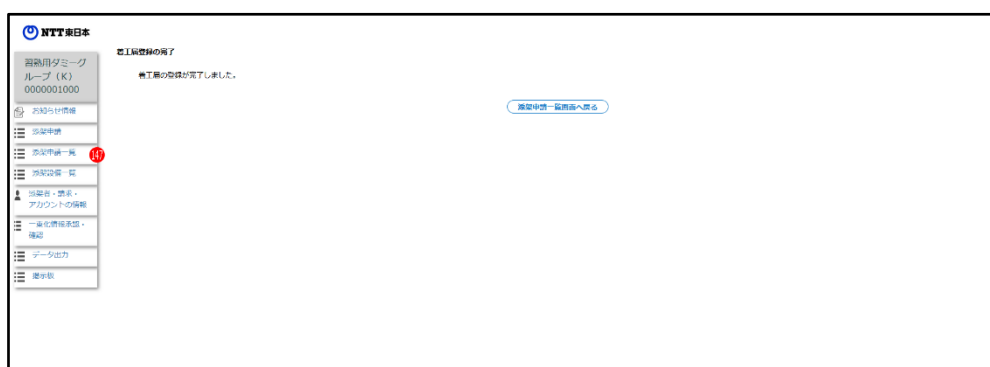 NTT東日本
習熟用ダミーグ
ループ（K）
0000001000
お知らせ情報
添架申請
添架申請一覧
147
添架設備一覧
添架者・請求・
アカウントの情報
一束化情報承認・
確認
データ出力
掲示板
着工届登録の完了
着工届の登録が完了しました。
添架申請一覧画面へ戻る